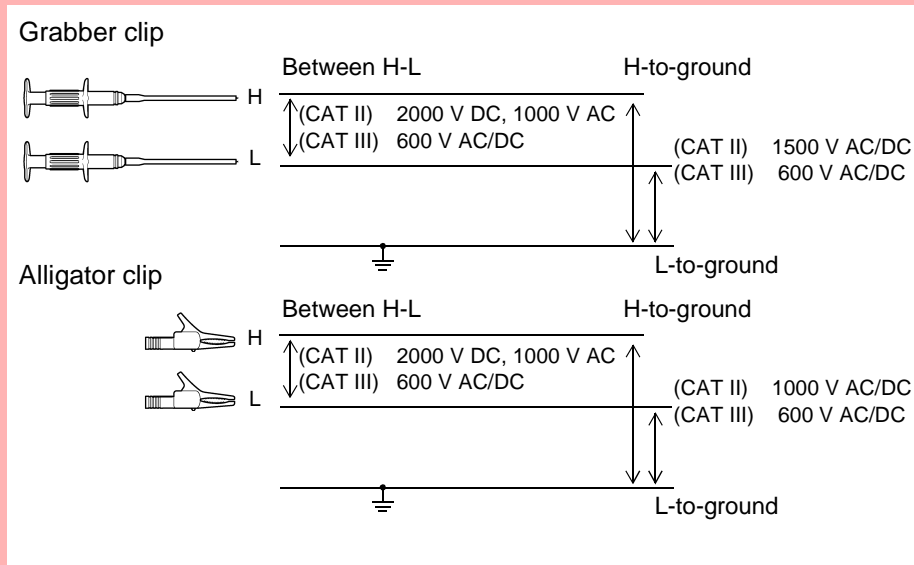 Grabber clip
Between H-L
H-to-ground
H
(CAT II) 2000 V DC, 1000 V AC
(CAT III) 600 V AC/DC
L
(CAT II) 1500 V AC/DC
(CAT III) 600 V AC/DC
L-to-ground
Alligator clip
Between H-L
H-to-ground
H
(CAT II) 2000 V DC, 1000 V AC
(CAT III) 600 V AC/DC
L
(CAT II) 1000 V AC/DC
(CAT III) 600 V AC/DC
L-to-ground